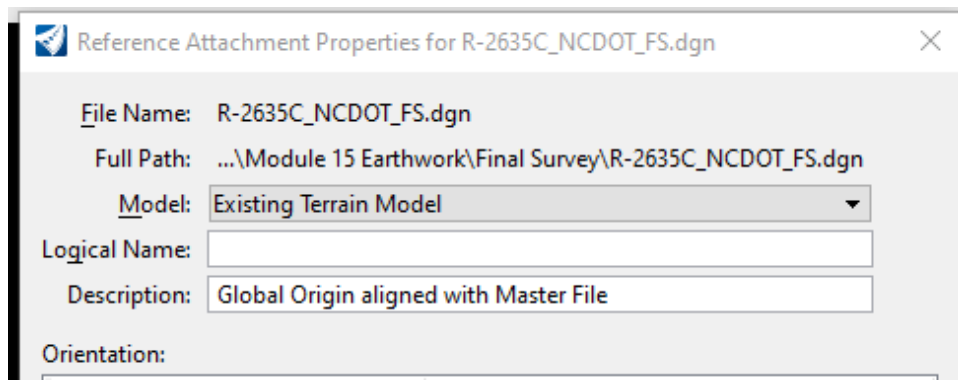 Reference Attachment Properties for R-2635C_NCDOT_FS.dgn
File Name: R-2635C_NCDOT_FS.dgn
Full Path: ...\Module 15 Earthwork\Final Survey\R-2635C_NCDOT_FS.dgn
Model: Existing Terrain Model
Logical Name:
Description: Global Origin aligned with Master File
Orientation: